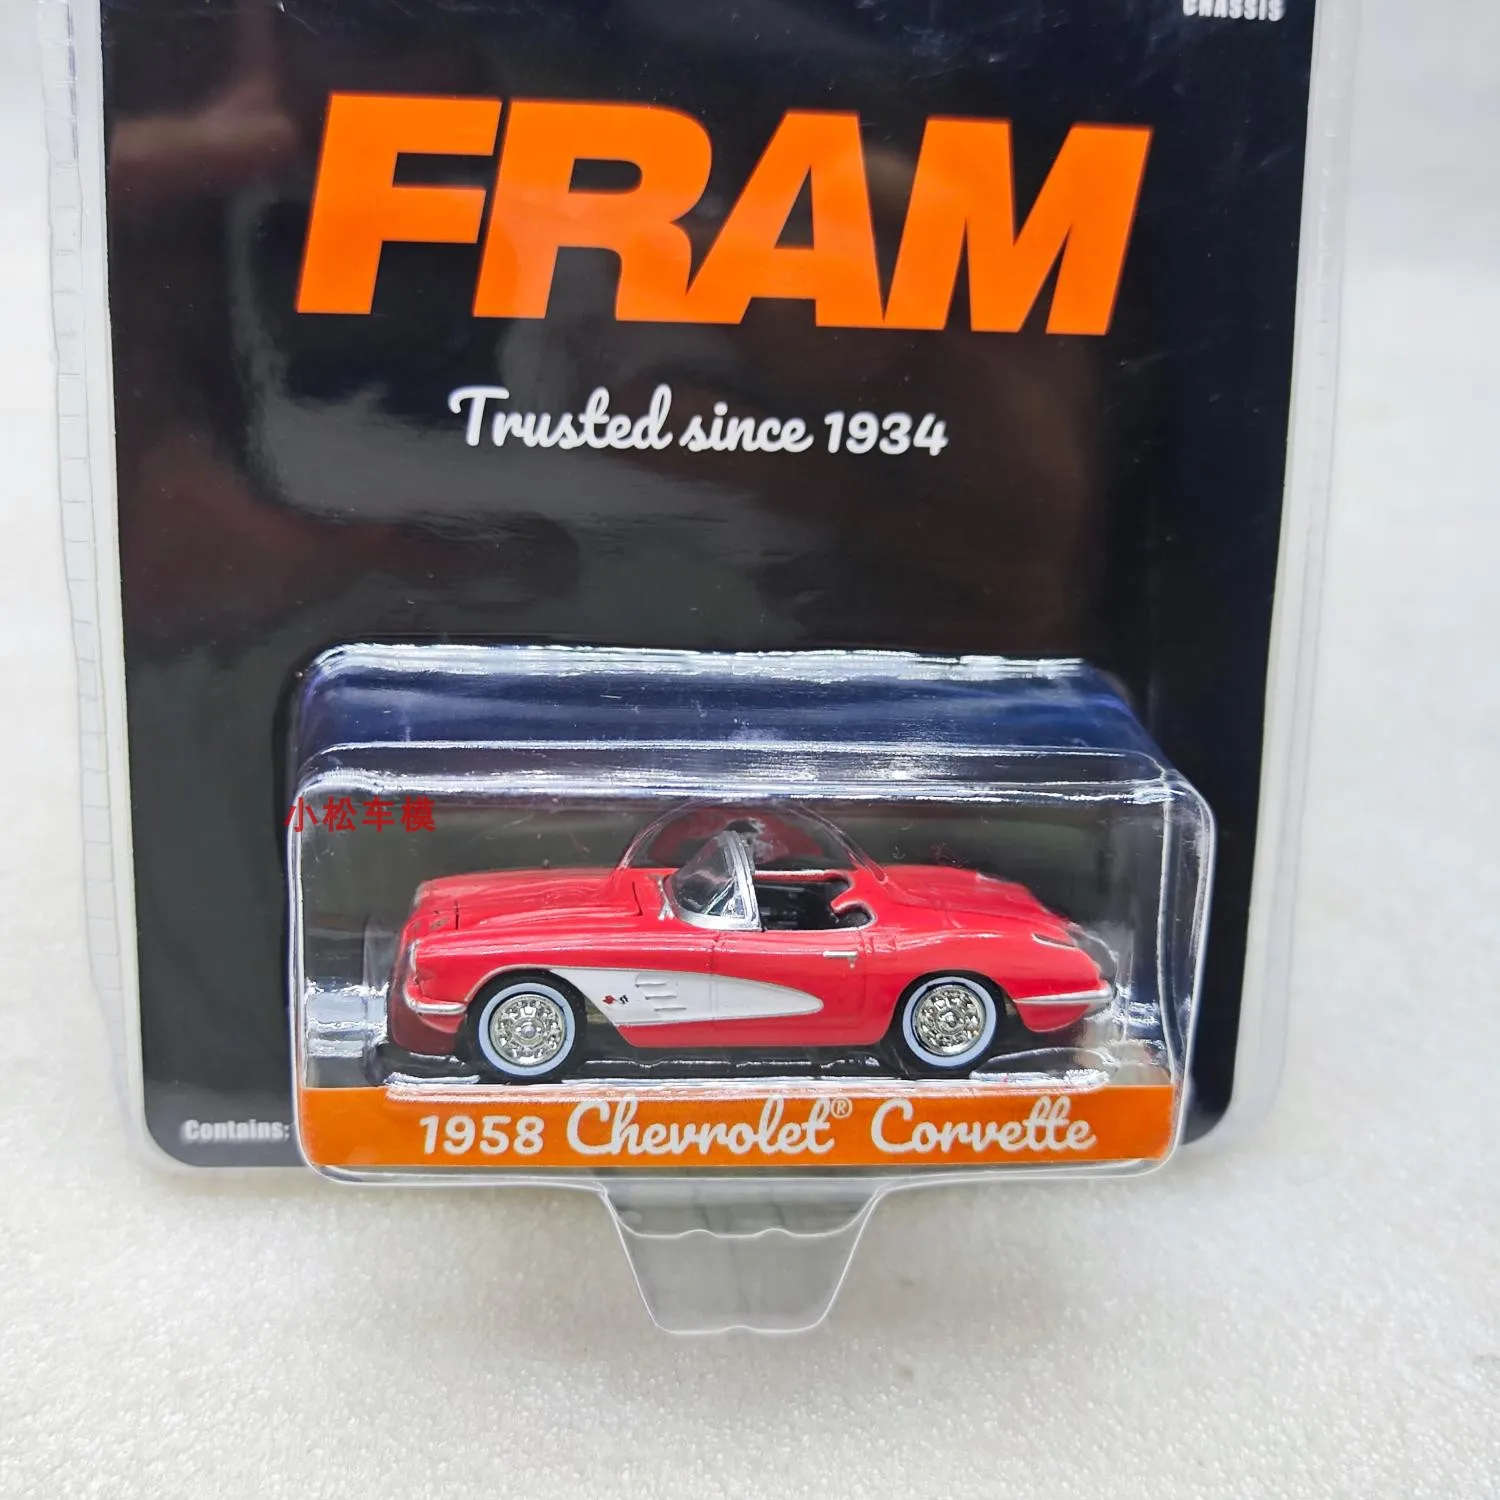 CHASSIS
FRAM
Trusted since 1934
小松车模
Contains:
1958 Chevrolet® Corvette